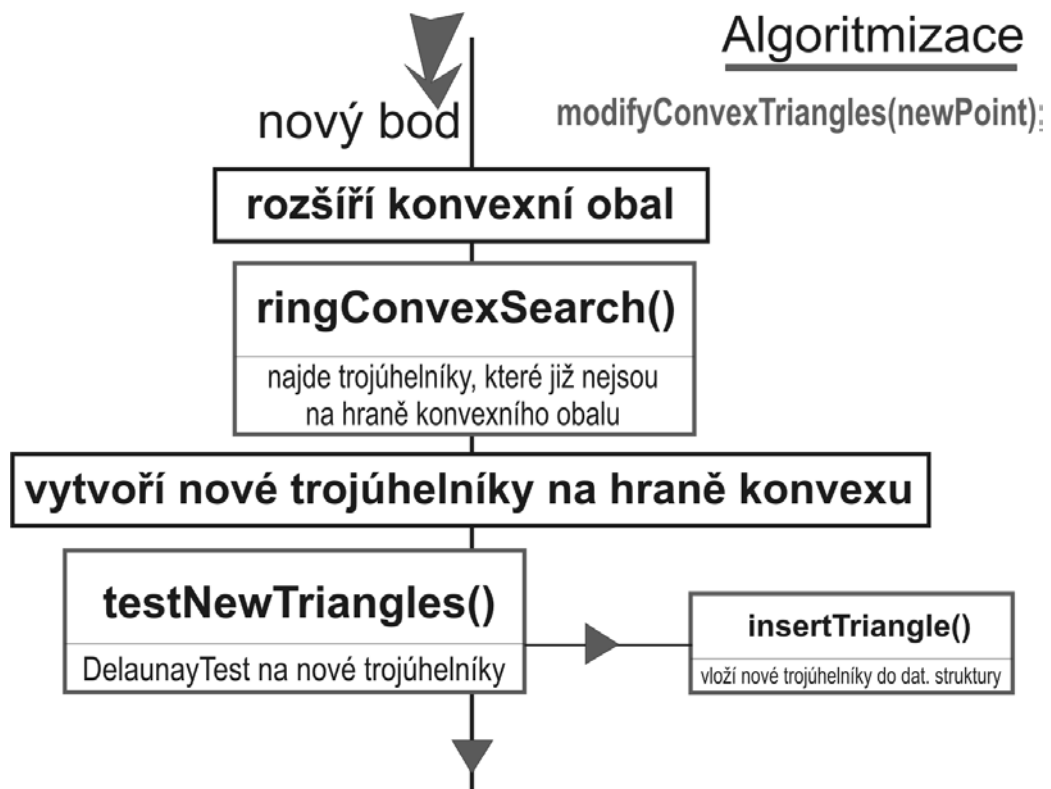 Algoritmizace
modifyConvexTriangles(newPoint);
nový bod
rozšíří konvexní obal
ringConvexSearch()
najde trojúhelníky, které již nejsou
na hraně konvexního obalu
vytvoří nové trojúhelníky na hraně konvexu
testNewTriangles()
DelaunayTest na nové trojúhelníky
insertTriangle()
vloží nové trojúhelníky do dat. struktury